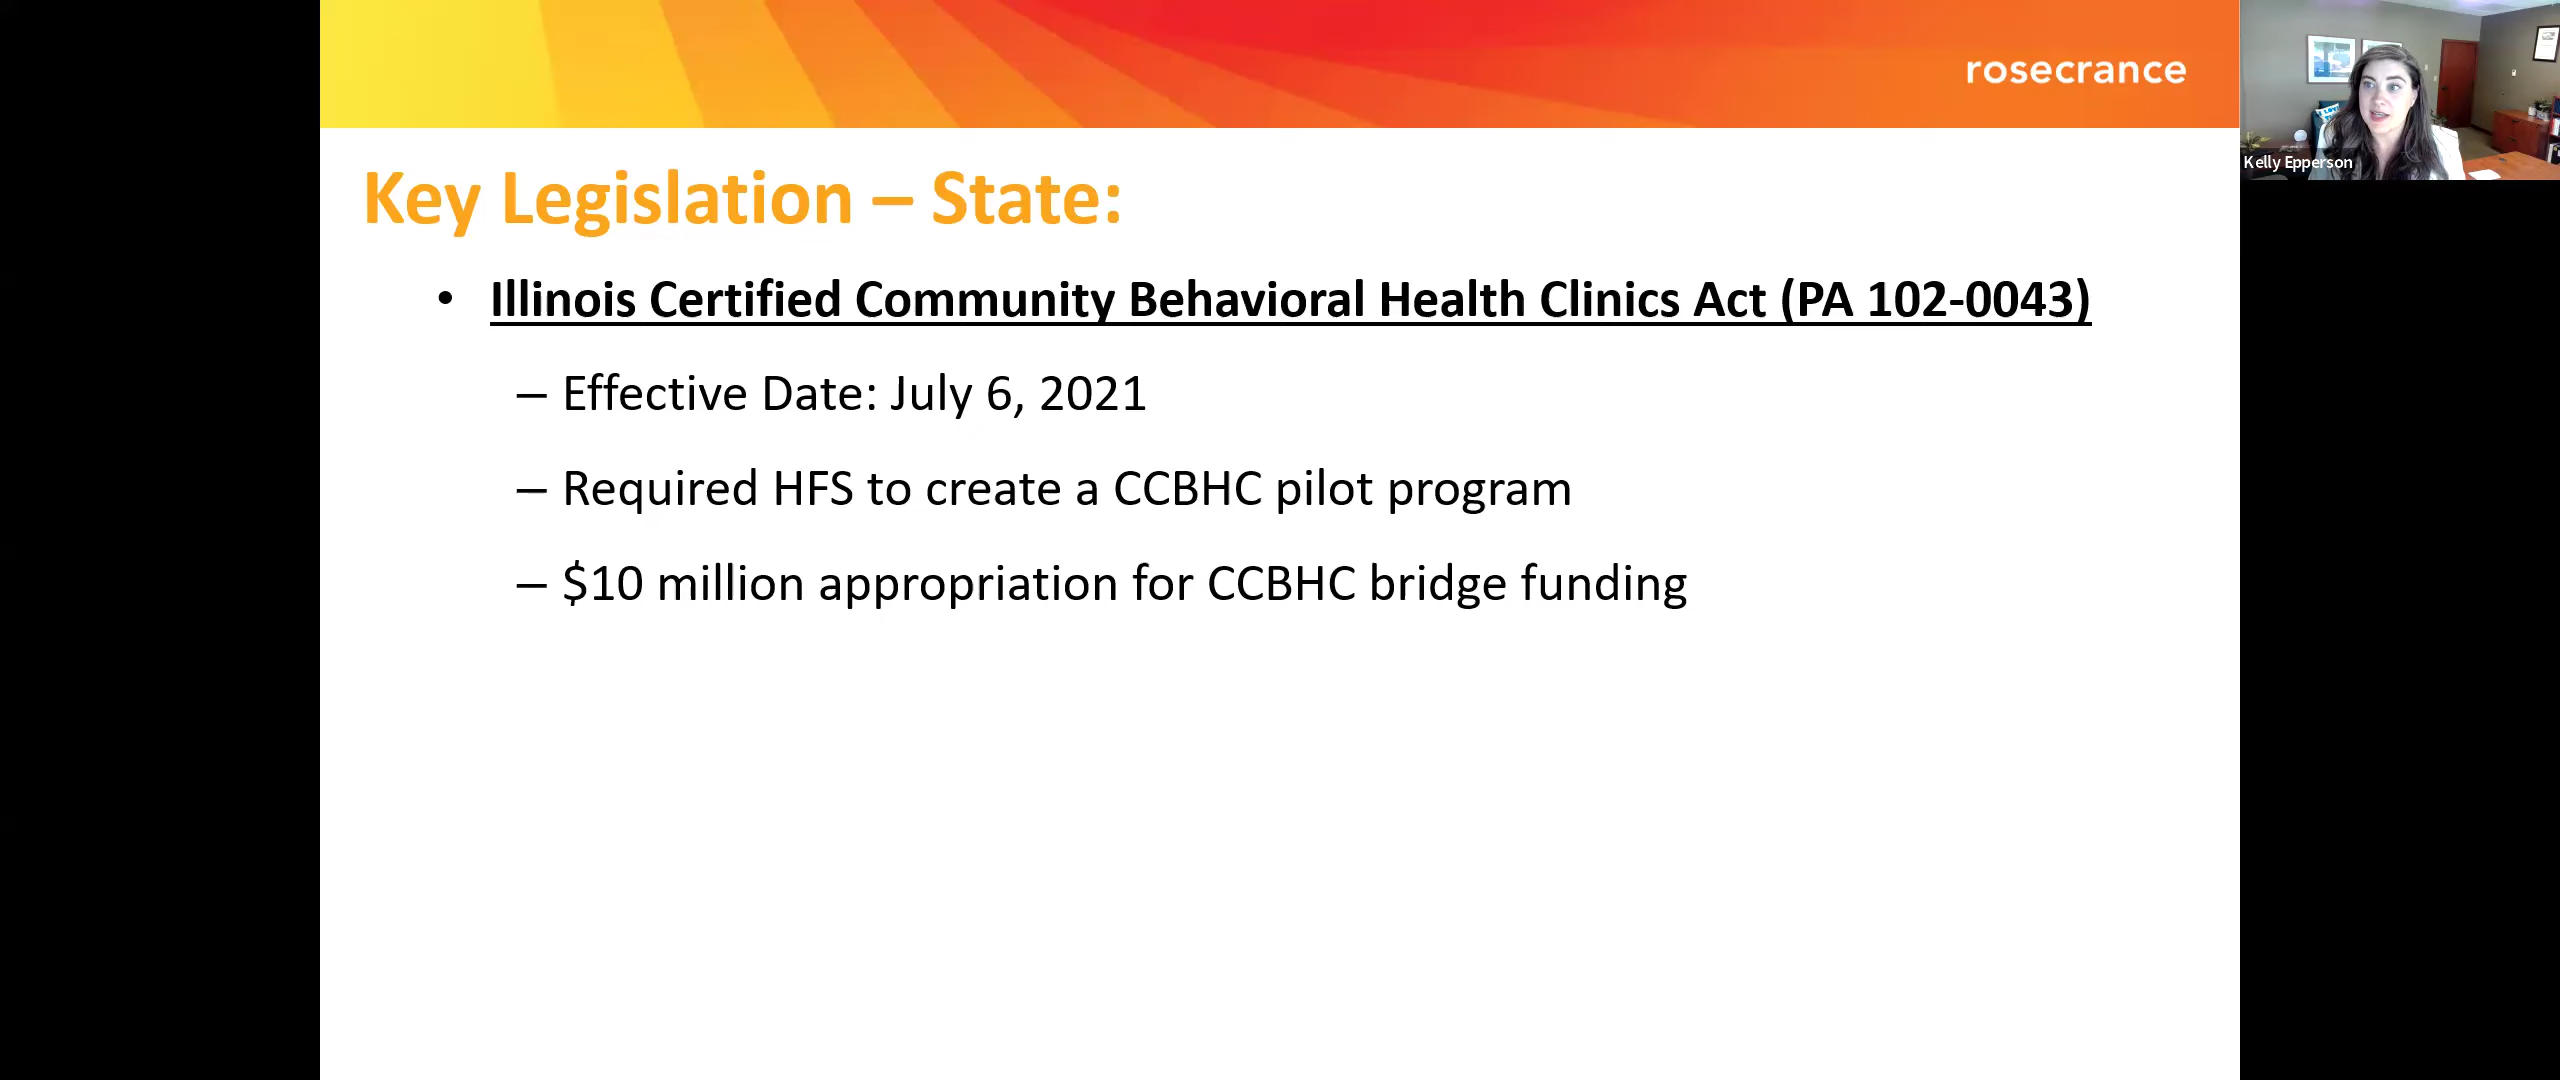 rosecrance
Kelly Epperson
Key Legislation – State:
• Illinois Certified Community Behavioral Health Clinics Act (PA 102-0043)
– Effective Date: July 6, 2021
– Required HFS to create a CCBHC pilot program
– $10 million appropriation for CCBHC bridge funding